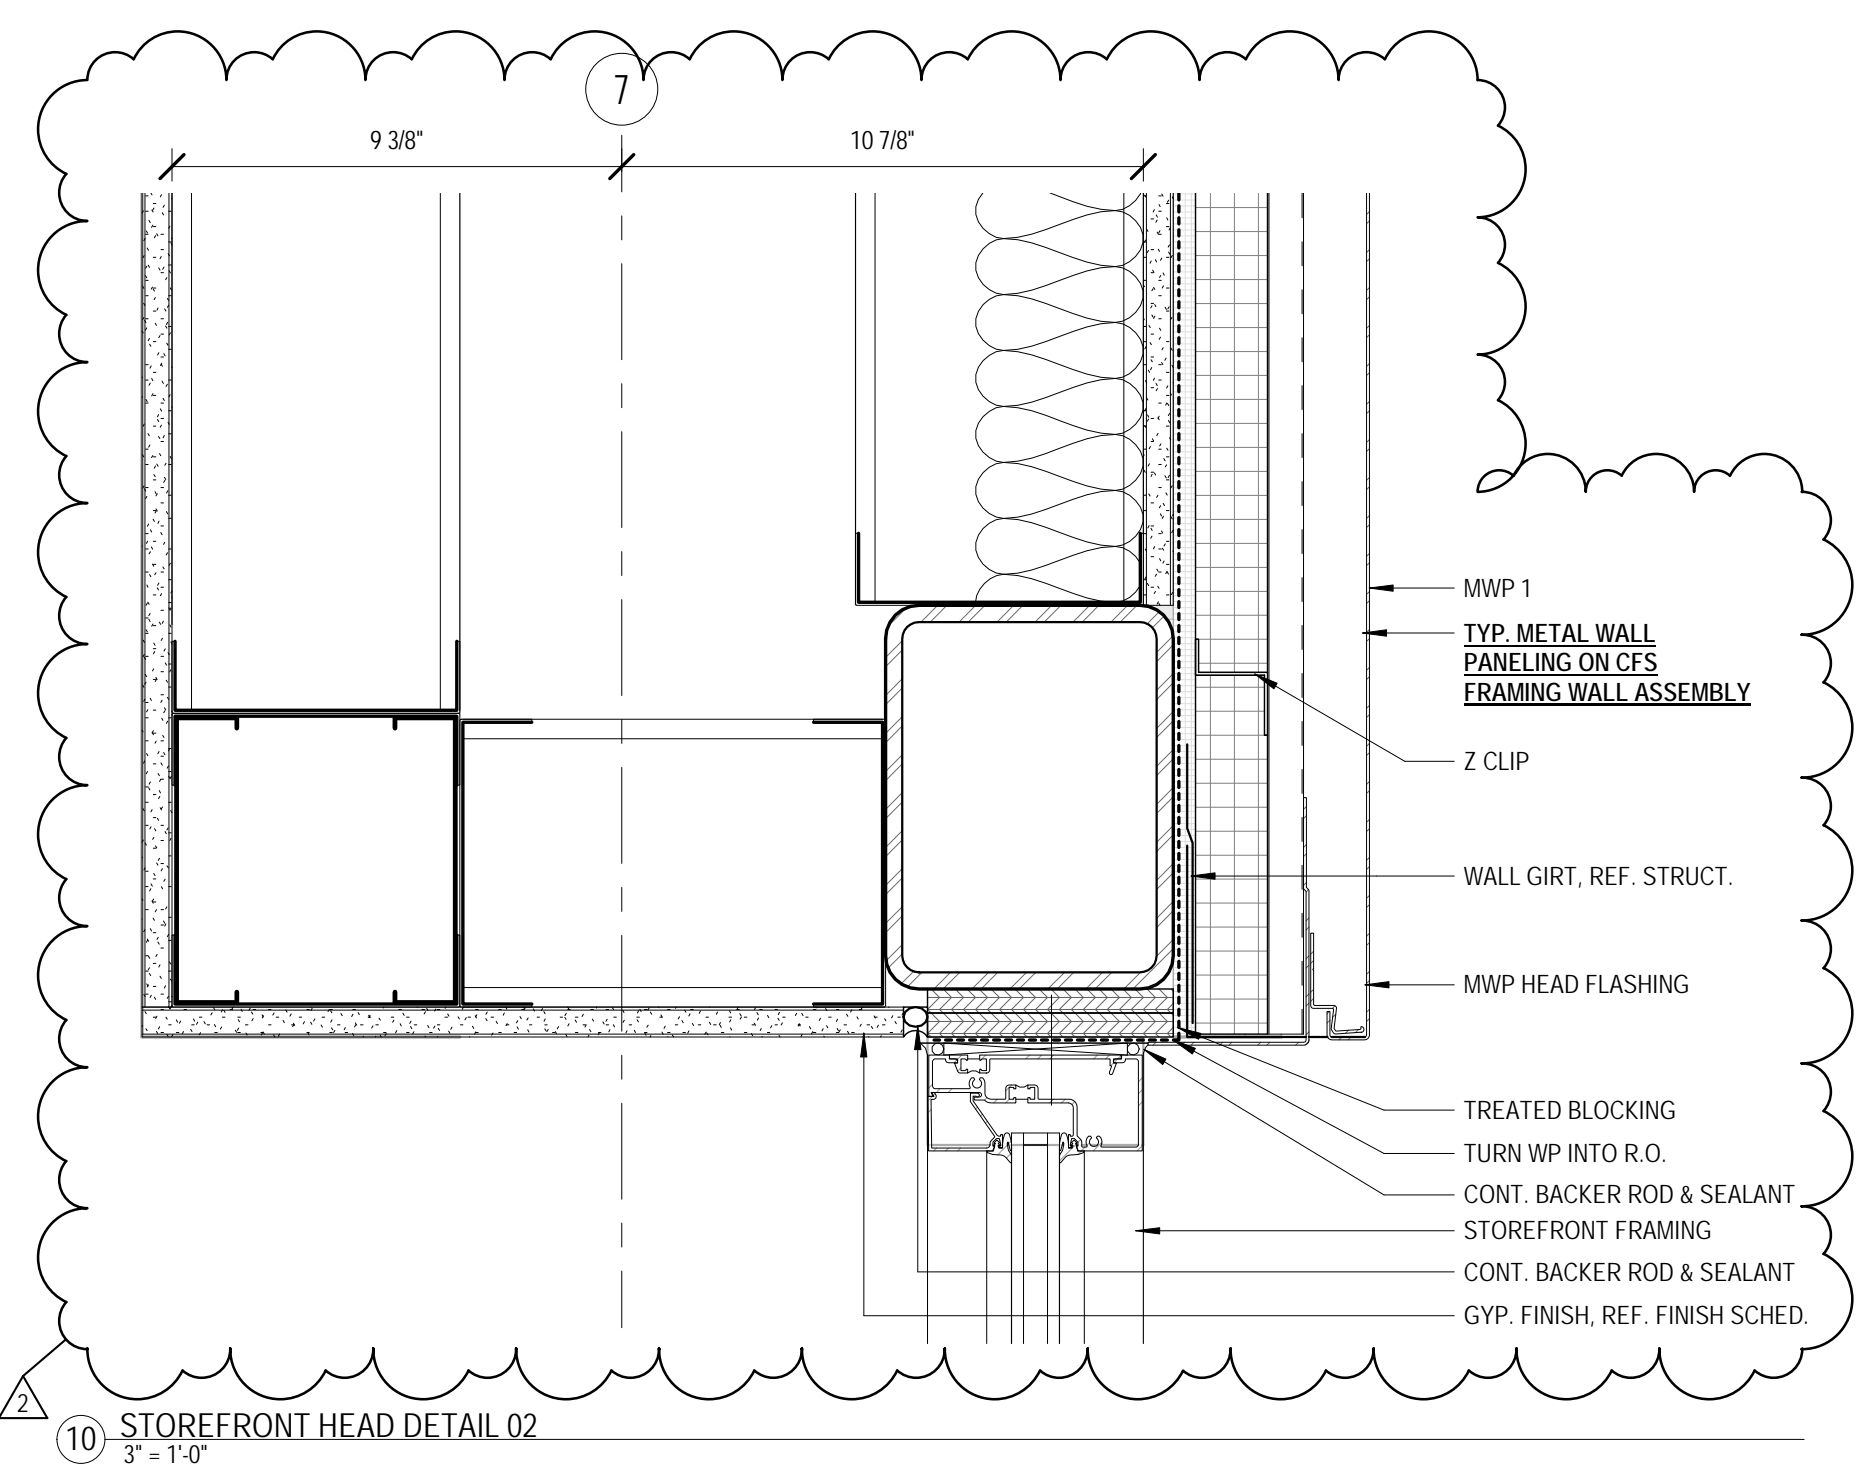 7
9 3/8"
10 7/8"
MWP 1
TYP. METAL WALL
PANELING ON CFS
FRAMING WALL ASSEMBLY
Z CLIP
WALL GIRT, REF. STRUCT.
MWP HEAD FLASHING
TREATED BLOCKING
TURN WP INTO R.O.
CONT. BACKER ROD & SEALANT
STOREFRONT FRAMING
CONT. BACKER ROD & SEALANT
GYP. FINISH, REF. FINISH SCHED.
2
10
STOREFRONT HEAD DETAIL 02
3" = 1'-0"